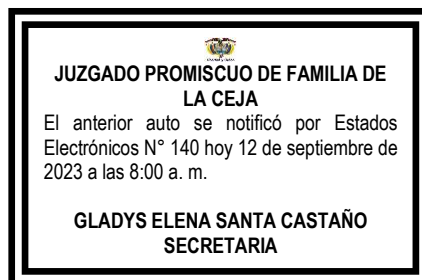 JUZGADO PROMISCUO DE FAMILIA DE
LA CEJA
El anterior auto se notificó por Estados
Electrónicos N° 140 hoy 12 de septiembre de
2023 a las 8:00 a. m.
GLADYS ELENA SANTA CASTAÑO
SECRETARIA